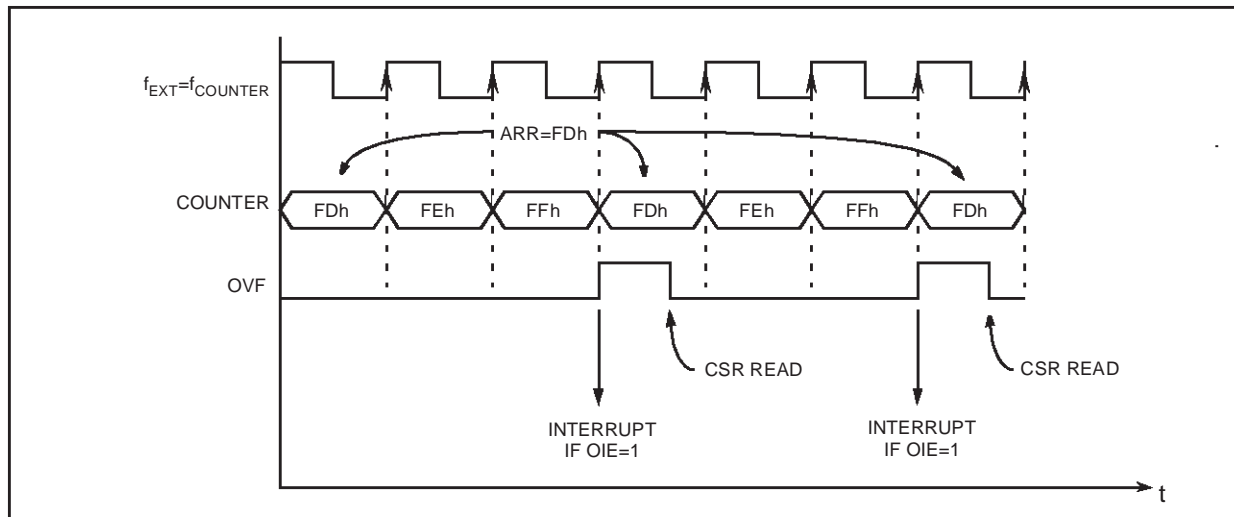 fEXT=fCOUNTER
ARR=FDh
COUNTER
FDh FEh FFh FDh FEh FFh FDh
OVF
CSR READ
CSR READ
INTERRUPT
IF OIE=1
INTERRUPT
IF OIE=1
t